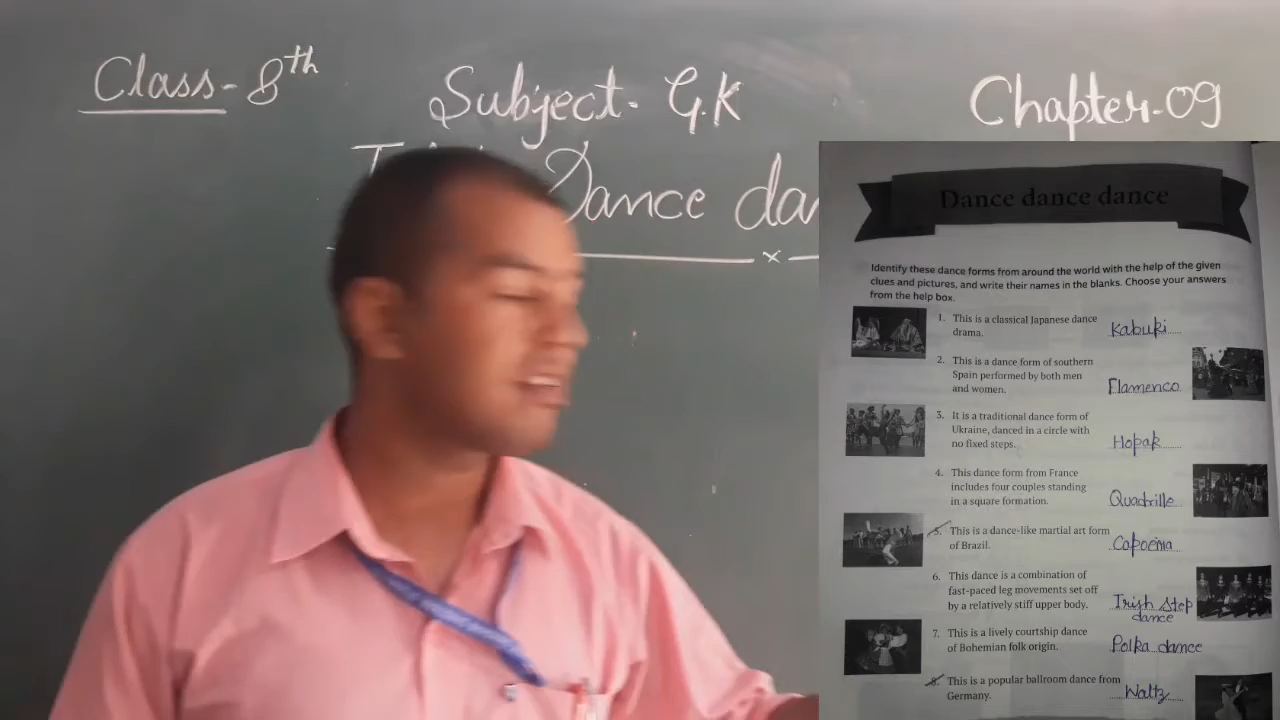 Class-8th
Subject- G.K
Chapter-09
Dance
Dance dance dance
Identify these dance forms from around the world with the help of the given
clues and pictures, and write their names in the blanks. Choose your answers
from the help box.
1. This is a classical Japanese dance
drama.
Kabuki
2. This is a dance form of southern
Spain performed by both men
and women.
Flamenco
3. It is a traditional dance form of
Ukraine, danced in a circle with
no fixed steps.
Hopak
4. This dance form from France
includes four couples standing
in a square formation.
Quadrille
5. This is a dance-like martial art form
of Brazil.
6. This dance is a combination of
fast-paced leg movements set off
by a relatively stiff upper body.
Irish Step
dance
7. This is a lively courtship dance
of Bohemian folk origin.
Polka dance
8. This is a popular ballroom dance from
Germany.
Waltz